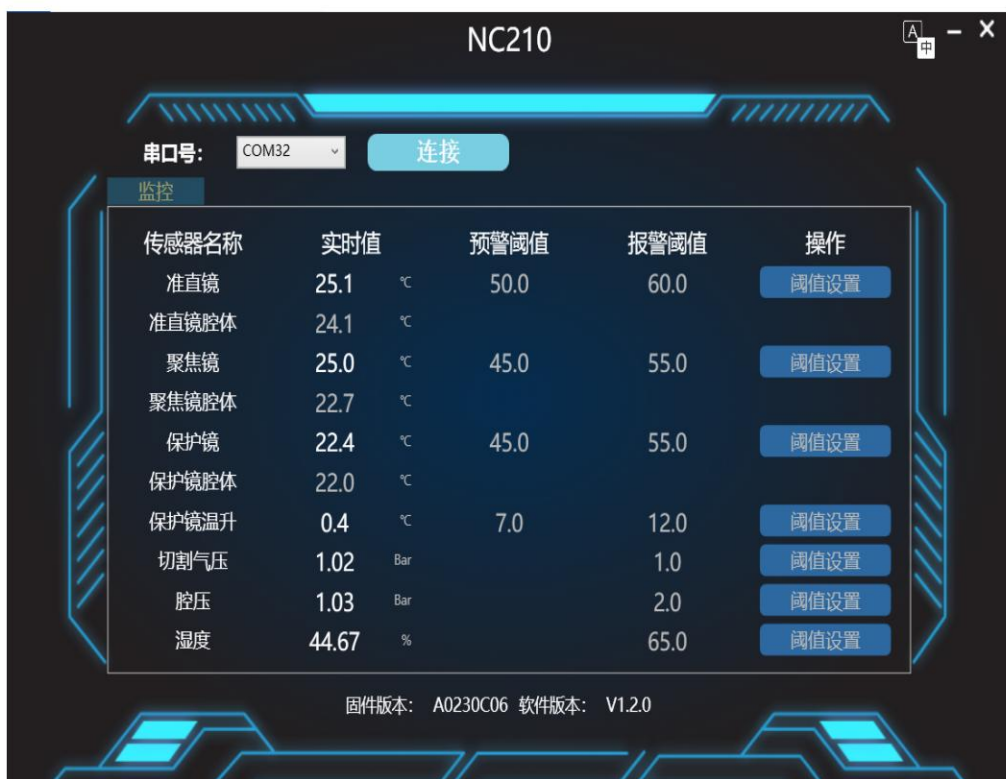 NC210
A
中
串口号： COM32 连接
监控
传感器名称 实时值 预警阈值 报警阈值 操作
准直镜 25.1 ℃ 50.0 60.0 阈值设置
准直镜腔体 24.1 ℃
聚焦镜 25.0 ℃ 45.0 55.0 阈值设置
聚焦镜腔体 22.7 ℃
保护镜 22.4 ℃ 45.0 55.0 阈值设置
保护镜腔体 22.0 ℃
保护镜温升 0.4 ℃ 7.0 12.0 阈值设置
切割气压 1.02 Bar 1.0 阈值设置
腔压 1.03 Bar 2.0 阈值设置
湿度 44.67 % 65.0 阈值设置
固件版本： A0230C06 软件版本： V1.2.0